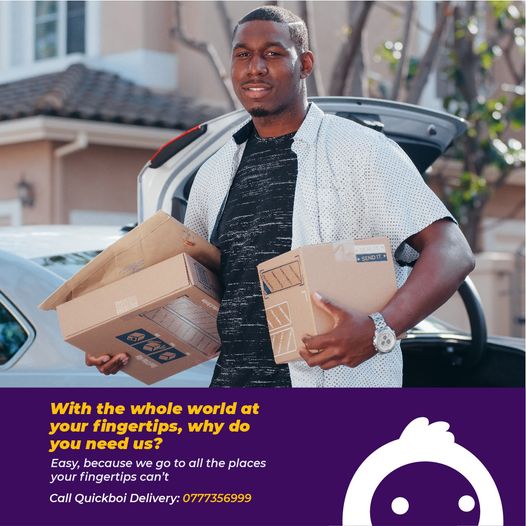 SEND IT.
With the whole world at
your fingertips, why do
you need us?
Easy, because we go to all the places
your fingertips can't
Call Quickboi Delivery: 0777356999